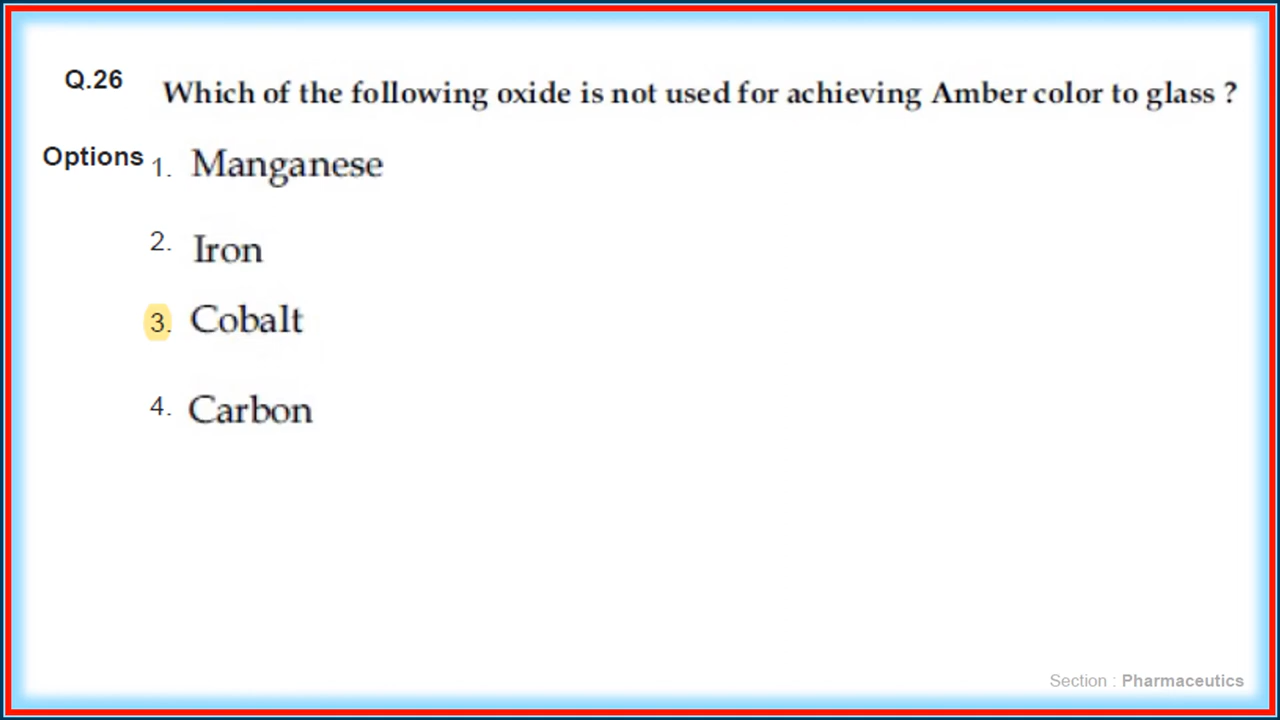 Q.26 Which of the following oxide is not used for achieving Amber color to glass ?
Options 1. Manganese
2. Iron
3. Cobalt
4. Carbon
Section : Pharmaceutics